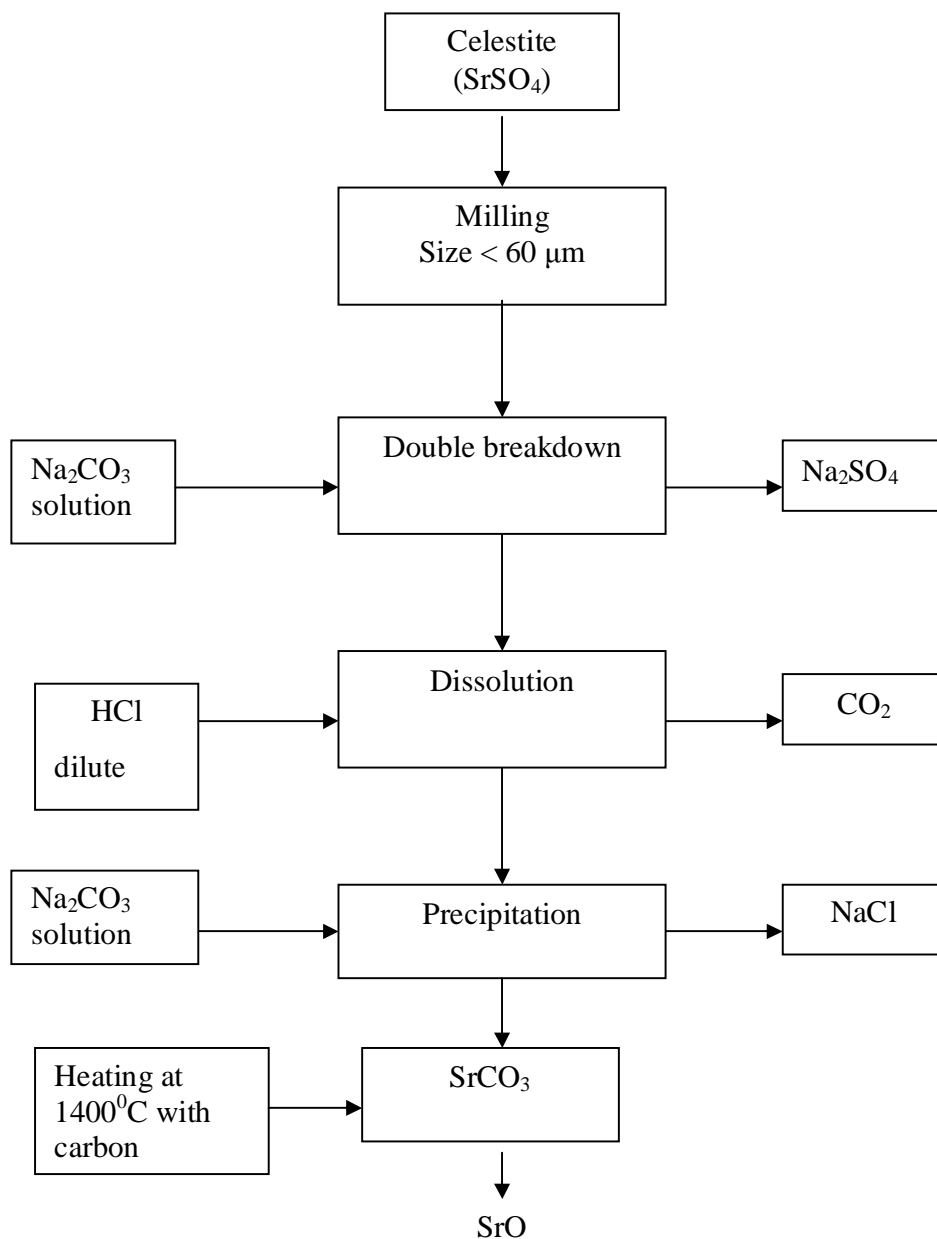 Celestite
(SrSO₄)
Milling
Size < 60 μm
Double breakdown
Na₂CO₃
solution
Na₂SO₄
Dissolution
HCl
dilute
CO₂
Na₂CO₃
solution
Precipitation
NaCl
Heating at
1400⁰C with
carbon
SrCO₃
SrO